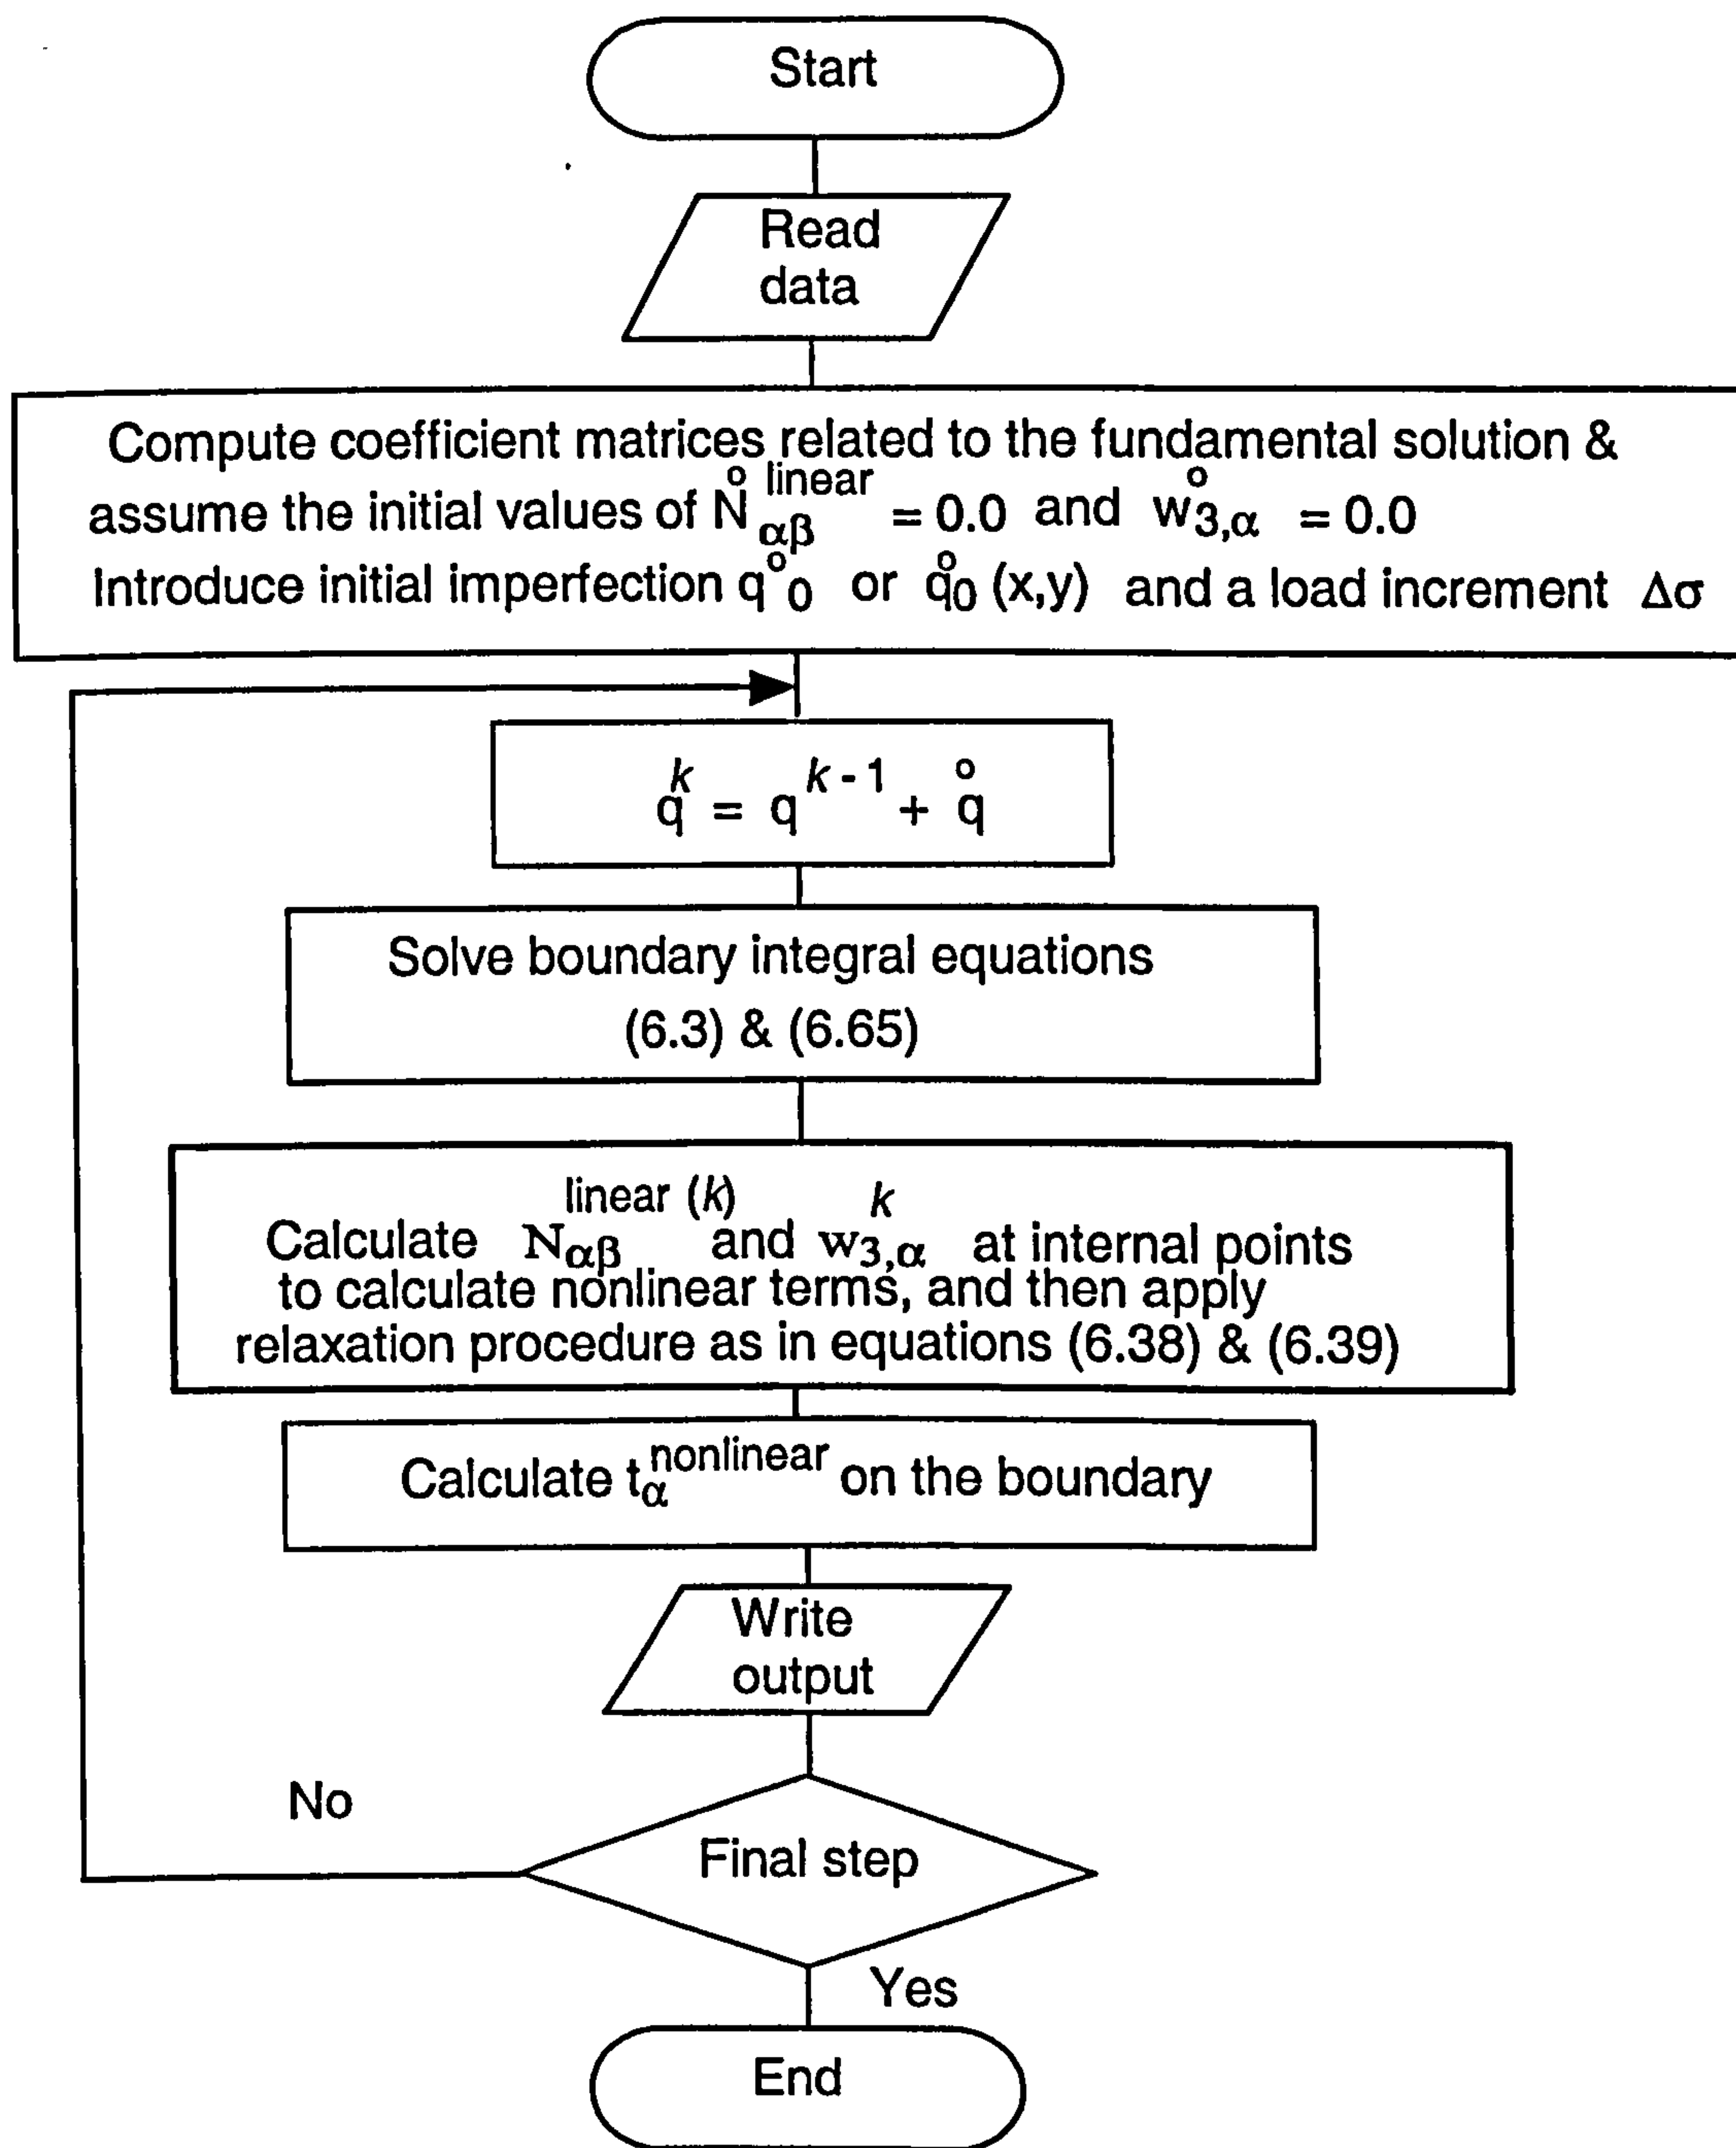 Start
Read
data
Compute coefficient matrices related to the fundamental solution &
assume the initial values of N̊αβ^linear = 0.0 and ẘ3,α = 0.0
Introduce initial imperfection q°0 or q̊0 (x,y) and a load increment Δσ
q^k = q^k-1 + q̊
Solve boundary integral equations
(6.3) & (6.65)
Calculate Nαβ^linear (k) and w3,α^k at internal points
to calculate nonlinear terms, and then apply
relaxation procedure as in equations (6.38) & (6.39)
Calculate tα^nonlinear on the boundary
Write
output
No
Final step
Yes
End